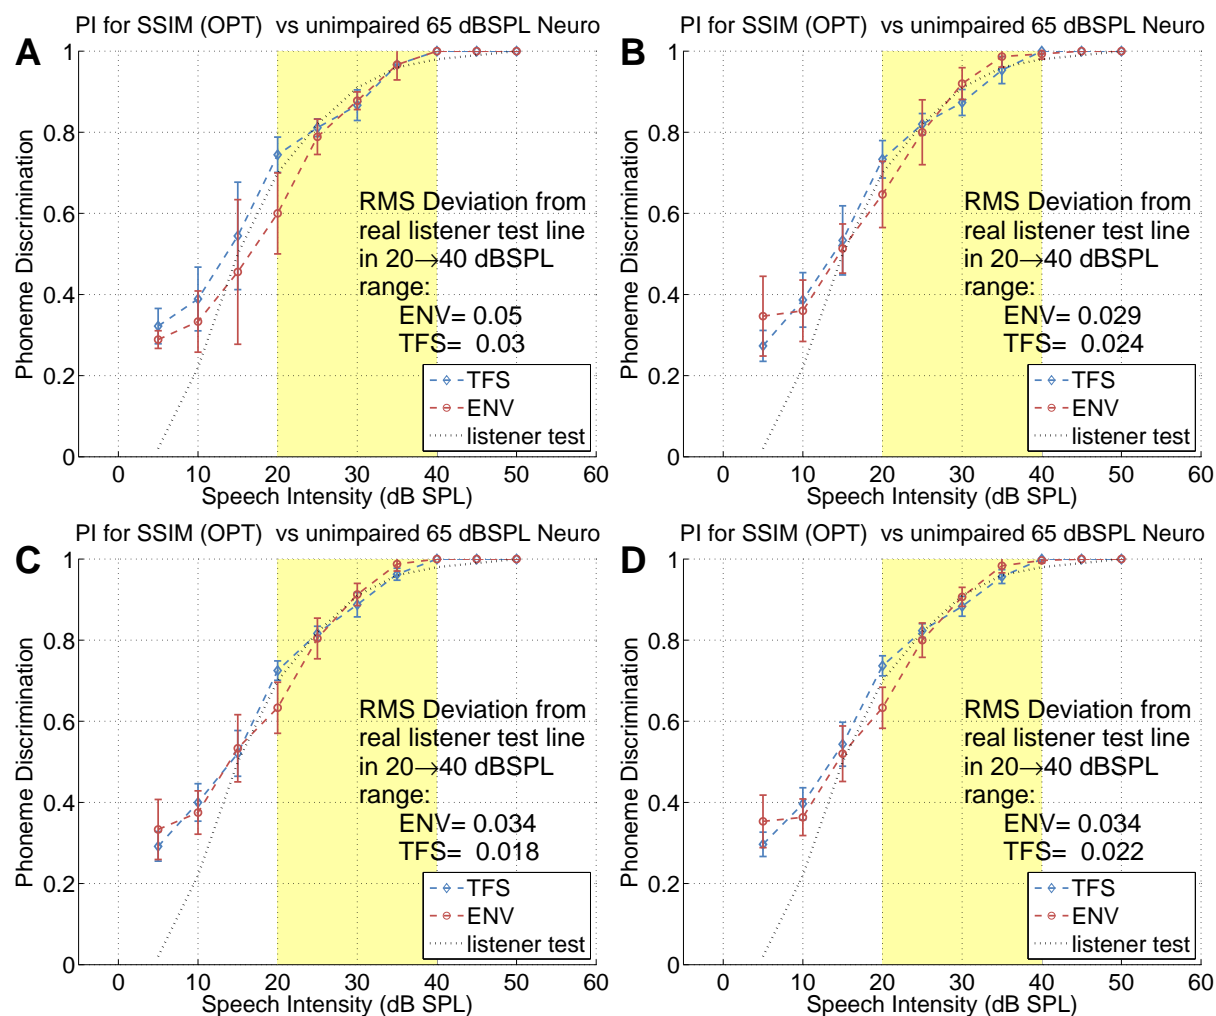 PI for SSIM (OPT)  vs unimpaired 65 dBSPL Neuro
A
1
0.8
0.6
0.4
0.2
0
Phoneme Discrimination
RMS Deviation from
real listener test line
in 20→40 dBSPL
range:
ENV= 0.05
TFS=  0.03
TFS
ENV
listener test
0 10 20 30 40 50 60
Speech Intensity (dB SPL)
PI for SSIM (OPT)  vs unimpaired 65 dBSPL Neuro
B
1
0.8
0.6
0.4
0.2
0
Phoneme Discrimination
RMS Deviation from
real listener test line
in 20→40 dBSPL
range:
ENV= 0.029
TFS=  0.024
TFS
ENV
listener test
0 10 20 30 40 50 60
Speech Intensity (dB SPL)
PI for SSIM (OPT)  vs unimpaired 65 dBSPL Neuro
C
1
0.8
0.6
0.4
0.2
0
Phoneme Discrimination
RMS Deviation from
real listener test line
in 20→40 dBSPL
range:
ENV= 0.034
TFS=  0.018
TFS
ENV
listener test
0 10 20 30 40 50 60
Speech Intensity (dB SPL)
PI for SSIM (OPT)  vs unimpaired 65 dBSPL Neuro
D
1
0.8
0.6
0.4
0.2
0
Phoneme Discrimination
RMS Deviation from
real listener test line
in 20→40 dBSPL
range:
ENV= 0.034
TFS=  0.022
TFS
ENV
listener test
0 10 20 30 40 50 60
Speech Intensity (dB SPL)